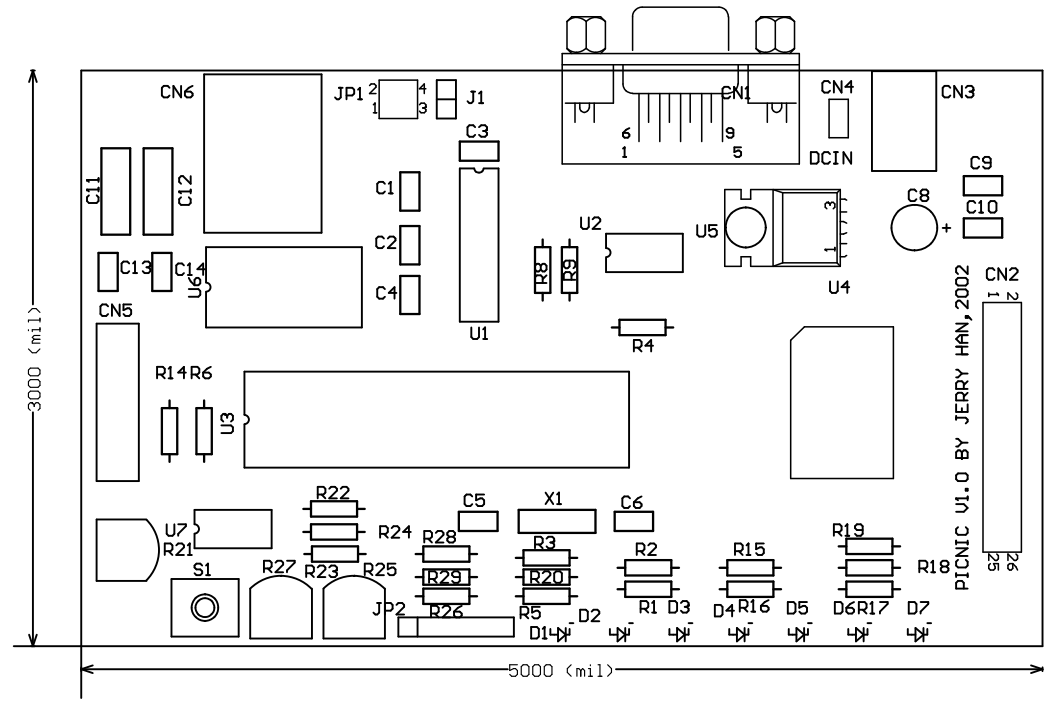 CN6
JP1
2
4
1
3
J1
CN1
CN4
CN3
6
9
1
5
DCIN
C3
C11
C12
C1
C9
C8
+
C10
C2
U2
U5
3
1
R8
R9
C13
C14
U6
C4
U4
CN2
1
2
CN5
U1
R4
R14
R6
U3
PICNIC V1.0 BY JERRY HAN,2002
R22
C5
X1
C6
U7
R24
R21
R28
R3
R2
R15
R19
R23
S1
R27
R25
R29
R20
R18
25
26
JP2
R26
R5
R1
R16
R17
D1
D2
D3
D4
D5
D6
D7
3000 (mil)
5000 (mil)